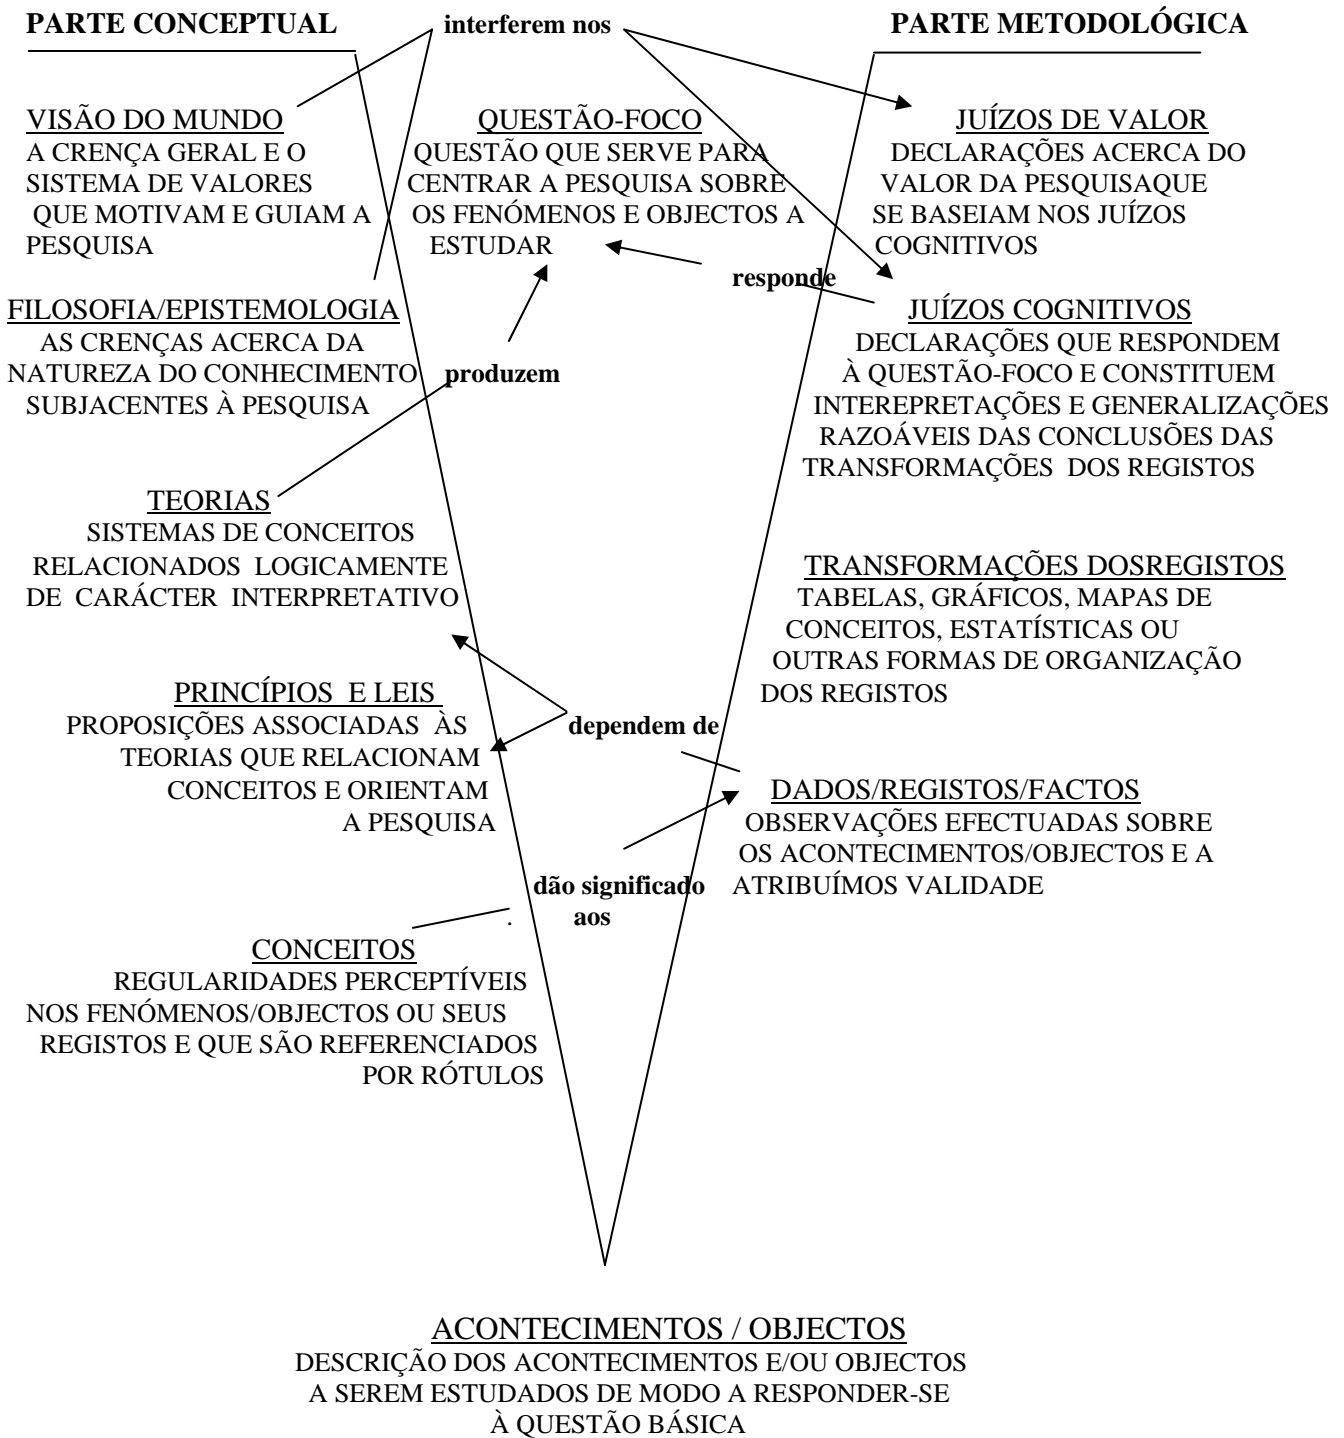 PARTE CONCEPTUAL
interferem nos
PARTE METODOLÓGICA
VISÃO DO MUNDO
A CRENÇA GERAL E O
SISTEMA DE VALORES
QUE MOTIVAM E GUIAM A
PESQUISA
QUESTÃO-FOCO
QUESTÃO QUE SERVE PARA
CENTRAR A PESQUISA SOBRE
OS FENÓMENOS E OBJECTOS A
ESTUDAR
JUÍZOS DE VALOR
DECLARAÇÕES ACERCA DO
VALOR DA PESQUISAQUE
SE BASEIAM NOS JUÍZOS
COGNITIVOS
responde
FILOSOFIA/EPISTEMOLOGIA
AS CRENÇAS ACERCA DA
NATUREZA DO CONHECIMENTO
SUBJACENTES À PESQUISA
produzem
JUÍZOS COGNITIVOS
DECLARAÇÕES QUE RESPONDEM
À QUESTÃO-FOCO E CONSTITUEM
INTEREPRETAÇÕES E GENERALIZAÇÕES
RAZOÁVEIS DAS CONCLUSÕES DAS
TRANSFORMAÇÕES DOS REGISTOS
TEORIAS
SISTEMAS DE CONCEITOS
RELACIONADOS LOGICAMENTE
DE CARÁCTER INTERPRETATIVO
TRANSFORMAÇÕES DOSREGISTOS
TABELAS, GRÁFICOS, MAPAS DE
CONCEITOS, ESTATÍSTICAS OU
OUTRAS FORMAS DE ORGANIZAÇÃO
DOS REGISTOS
PRINCÍPIOS E LEIS
PROPOSIÇÕES ASSOCIADAS ÀS
TEORIAS QUE RELACIONAM
CONCEITOS E ORIENTAM
A PESQUISA
dependem de
DADOS/REGISTOS/FACTOS
OBSERVAÇÕES EFECTUADAS SOBRE
OS ACONTECIMENTOS/OBJECTOS E A
ATRIBUÍMOS VALIDADE
dão significado
. aos
CONCEITOS
REGULARIDADES PERCEPTÍVEIS
NOS FENÓMENOS/OBJECTOS OU SEUS
REGISTOS E QUE SÃO REFERENCIADOS
POR RÓTULOS
ACONTECIMENTOS / OBJECTOS
DESCRIÇÃO DOS ACONTECIMENTOS E/OU OBJECTOS
A SEREM ESTUDADOS DE MODO A RESPONDER-SE
À QUESTÃO BÁSICA